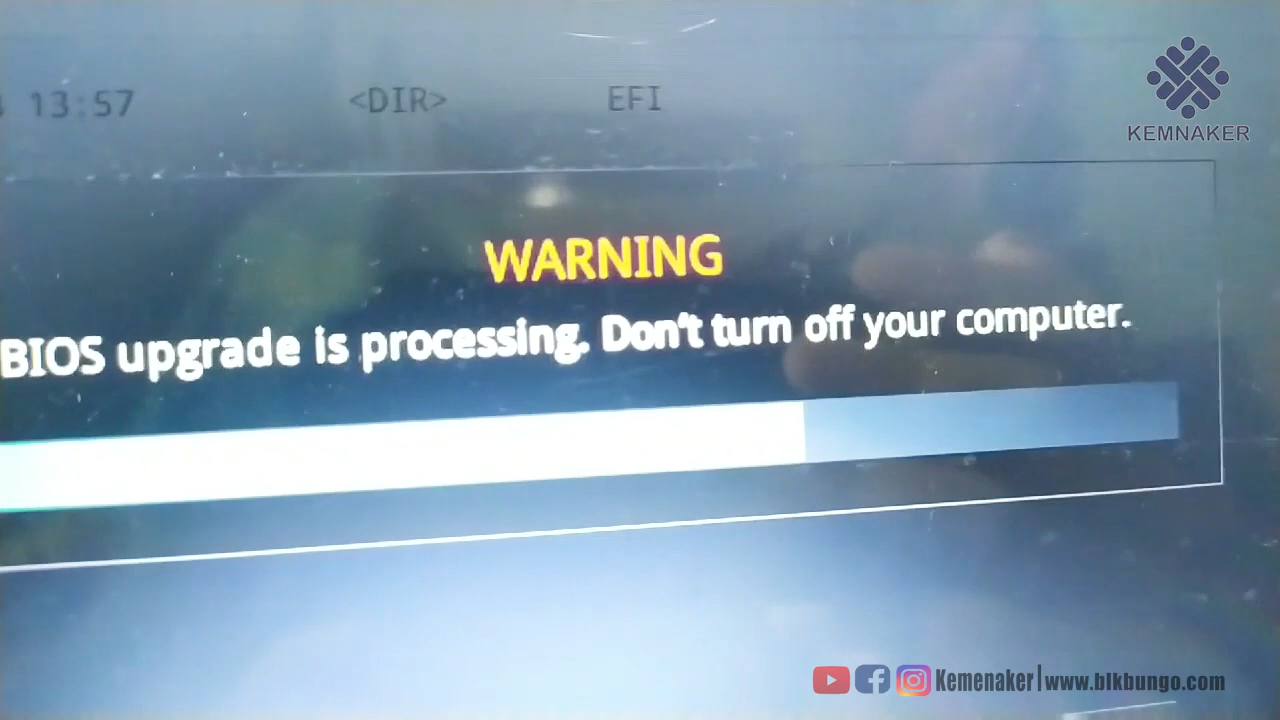 13:57 <DIR> EFI
KEMNAKER
WARNING
BIOS upgrade is processing. Don't turn off your computer.
Kemenaker|www.blkbungo.com